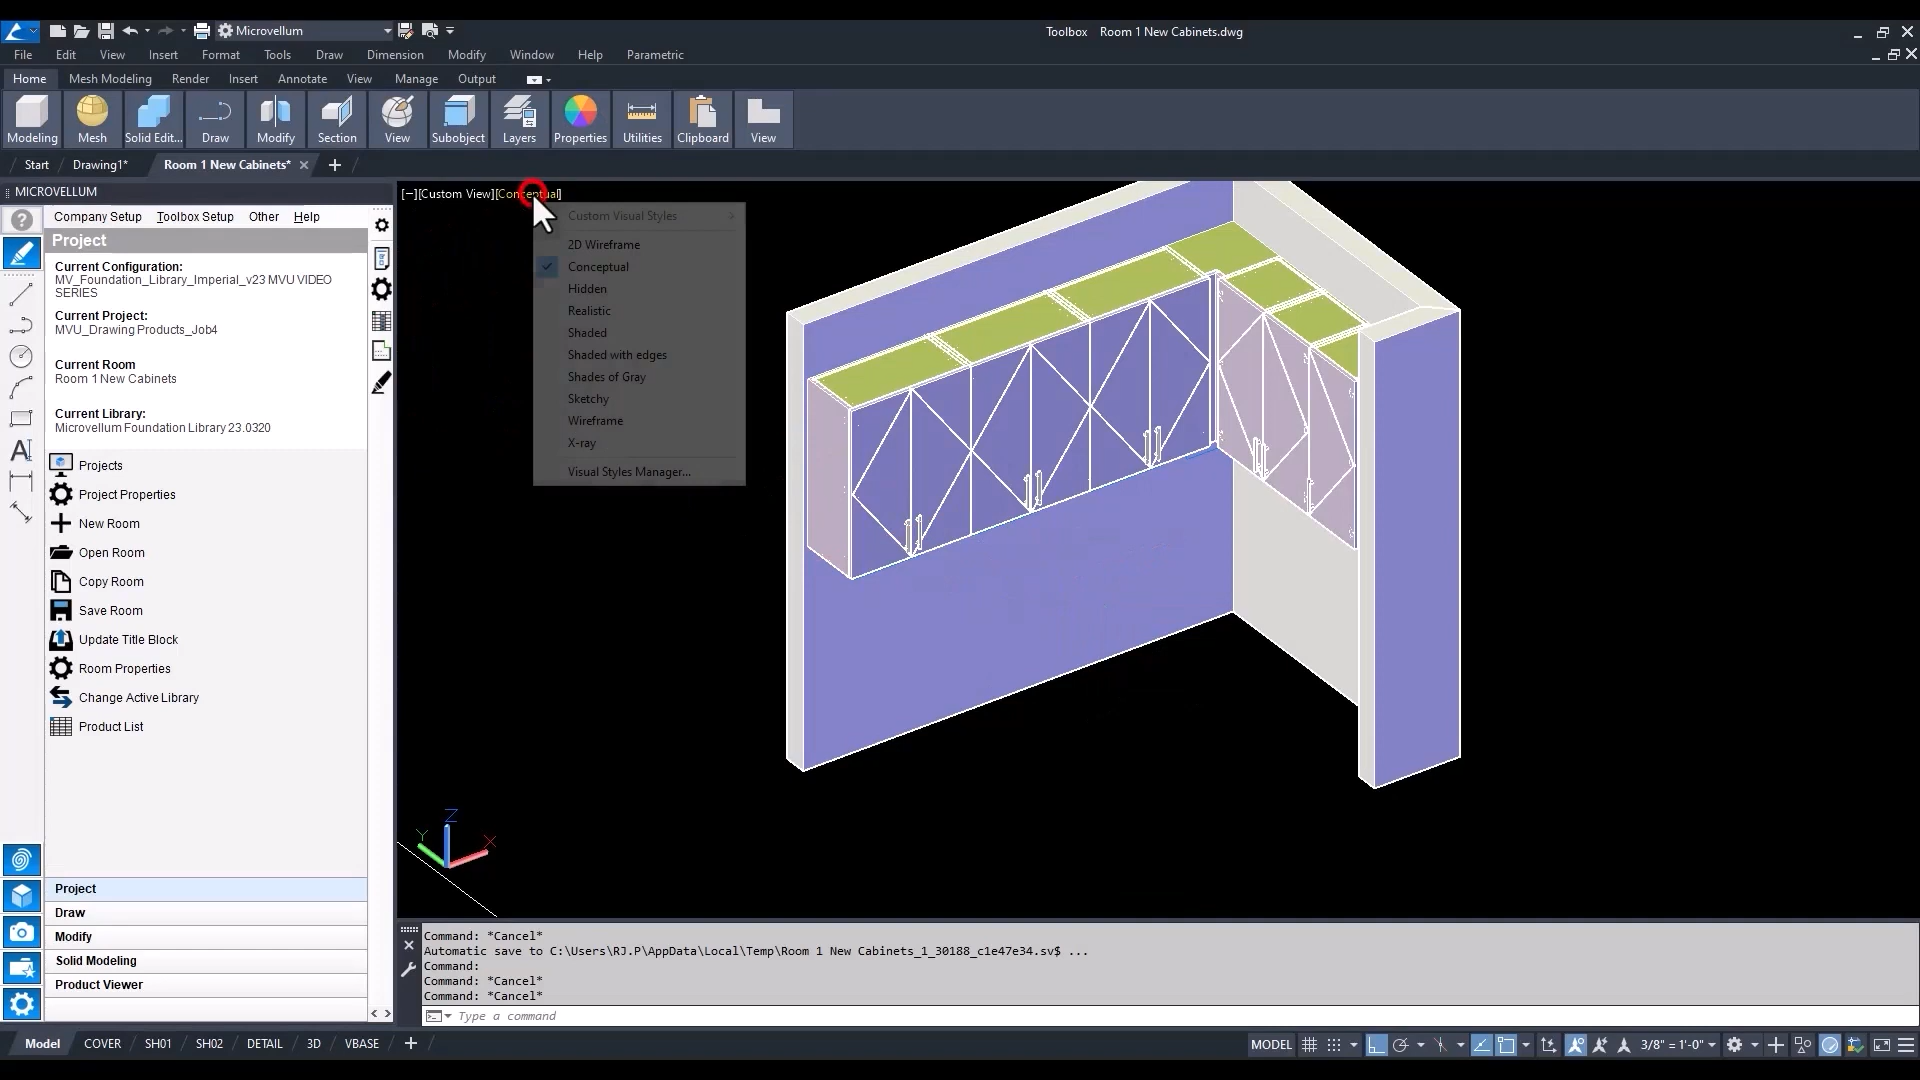 Microvellum
Toolbox Room 1 New Cabinets.dwg
File Edit View Insert Format Tools Draw Dimension Modify Window Help Parametric
Home Mesh Modeling Render Insert Annotate View Manage Output
Modeling Mesh Solid Edit... Draw Modify Section View Subobject Layers Properties Utilities Clipboard View
Start Drawing1* Room 1 New Cabinets*
MICROVELLUM
Company Setup Toolbox Setup Other Help
Project
Current Configuration:
MV_Foundation_Library_Imperial_v23 MVU VIDEO
SERIES
Current Project:
MVU_Drawing Products_Job4
Current Room
Room 1 New Cabinets
Current Library:
Microvellum Foundation Library 23.0320
Projects
Project Properties
New Room
Open Room
Copy Room
Save Room
Update Title Block
Room Properties
Change Active Library
Product List
Project
Draw
Modify
Solid Modeling
Product Viewer
[−][Custom View][Conceptual]
Custom Visual Styles
2D Wireframe
Conceptual
Hidden
Realistic
Shaded
Shaded with edges
Shades of Gray
Sketchy
Wireframe
X-ray
Visual Styles Manager...
Z
Y
X
Command: *Cancel*
Automatic save to C:\Users\RJ.P\AppData\Local\Temp\Room 1 New Cabinets_1_30188_c1e47e34.sv$ ...
Command:
Command: *Cancel*
Command: *Cancel*
Type a command
Model COVER SH01 SH02 DETAIL 3D VBASE
MODEL 3/8" = 1'-0"